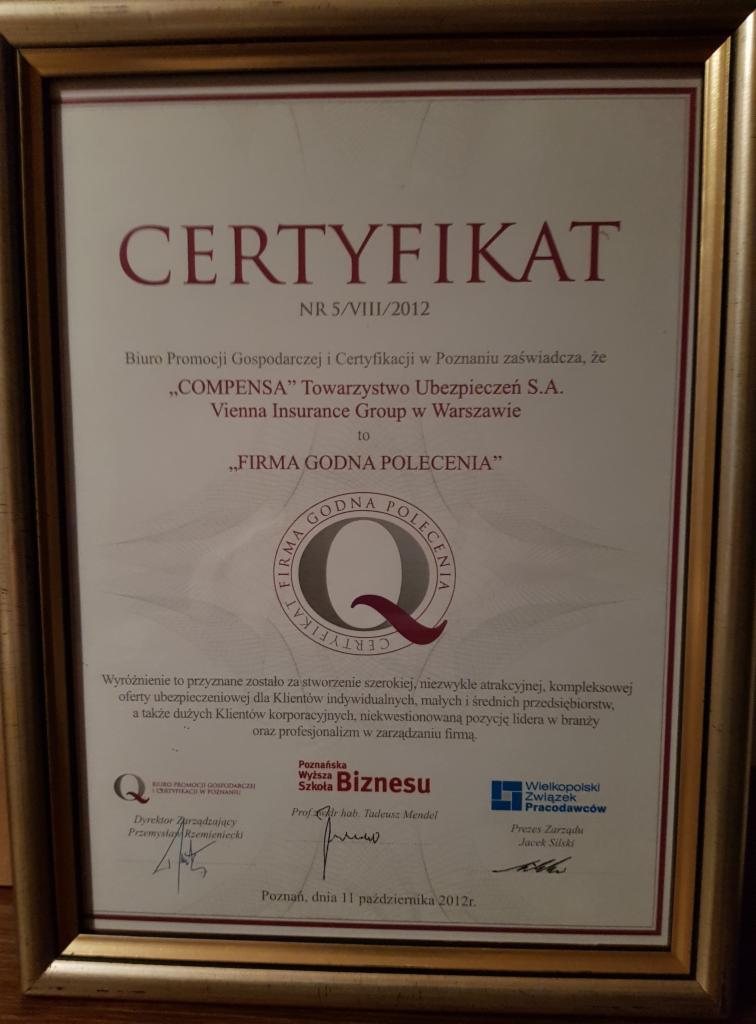 CERTYFIKAT
NR 5/VIII/2012
Biuro Promocji Gospodarczej i Certyfikacji w Poznaniu zaświadcza, że
„COMPENSA” Towarzystwo Ubezpieczeń S.A.
Vienna Insurance Group w Warszawie
to
„FIRMA GODNA POLECENIA”
CERTYFIKAT FIRMA GODNA POLECENIA
CERTYFIKAT
Wyróżnienie to przyznane zostało za stworzenie szerokiej, niezwykle atrakcyjnej, kompleksowej
oferty ubezpieczeniowej dla Klientów indywidualnych, małych i średnich przedsiębiorstw,
a także dużych Klientów korporacyjnych, niekwestionowaną pozycję lidera w branży
oraz profesjonalizm w zarządzaniu firmą.
BIURO PROMOCJI GOSPODARCZEJ
I CERTYFIKACJI W POZNANIU
Dyrektor Zarządzający
Przemysław Rzemieniecki
Poznańska
Wyższa
Szkoła Biznesu
Prof. zw. dr hab. Tadeusz Mendel
Wielkopolski
Związek
Pracodawców
Prezes Zarządu
Jacek Silski
Poznań, dnia 11 października 2012r.